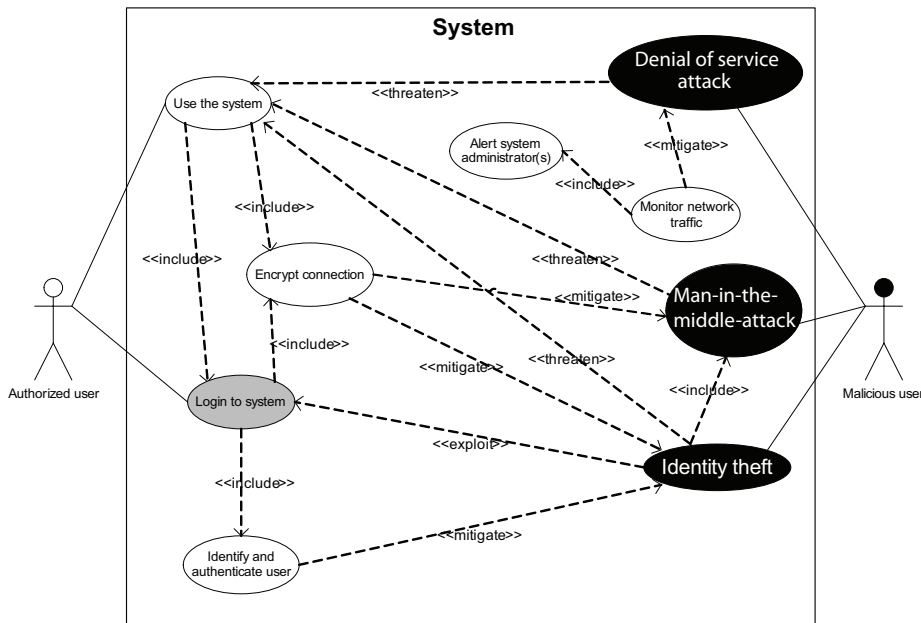 System
Denial of service
attack
<<threaten>>
Use the system
Alert system
administrator(s)
<<mitigate>>
<<include>>
Monitor network
traffic
<<include>>
<<include>>
<<threaten>>
Encrypt connection
<<mitigate>>
Man-in-the-
middle-attack
<<include>>
<<threaten>>
<<mitigate>>
<<include>>
Authorized user
Malicious user
Login to system
<<exploit>>
Identity theft
<<include>>
<<mitigate>>
Identify and
authenticate user